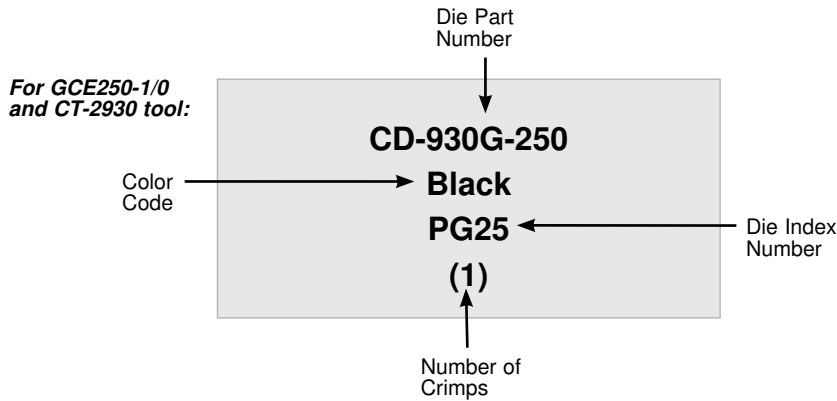 Die Part
Number
For GCE250-1/0
and CT-2930 tool:
CD-930G-250
Color
Code
Black
PG25
Die Index
Number
(1)
Number of
Crimps